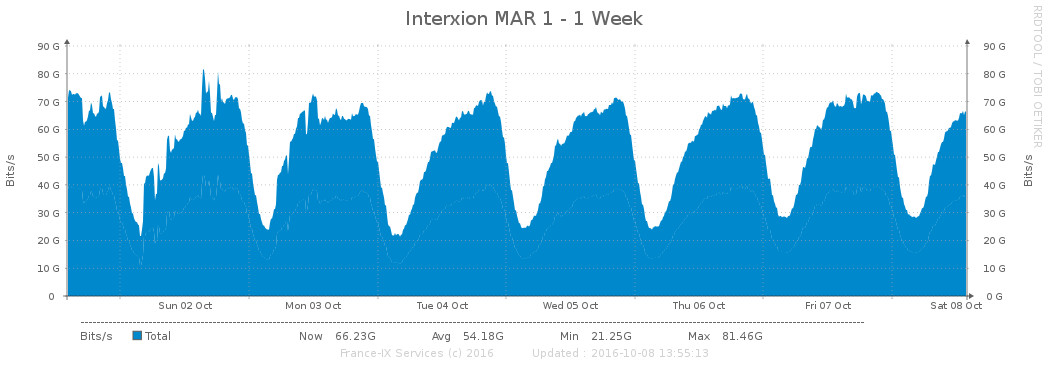 Interxion MAR 1 - 1 Week
RRDTOOL / TOBI OETIKER
Bits/s
90 G
80 G
70 G
60 G
50 G
40 G
30 G
20 G
10 G
0
90 G
80 G
70 G
60 G
50 G
40 G
30 G
20 G
10 G
0 G
Bits/s
Sun 02 Oct Mon 03 Oct Tue 04 Oct Wed 05 Oct Thu 06 Oct Fri 07 Oct Sat 08 Oct
Bits/s Total Now 66.23G Avg 54.18G Min 21.25G Max 81.46G
France-IX Services (c) 2016 Updated : 2016-10-08 13:55:13